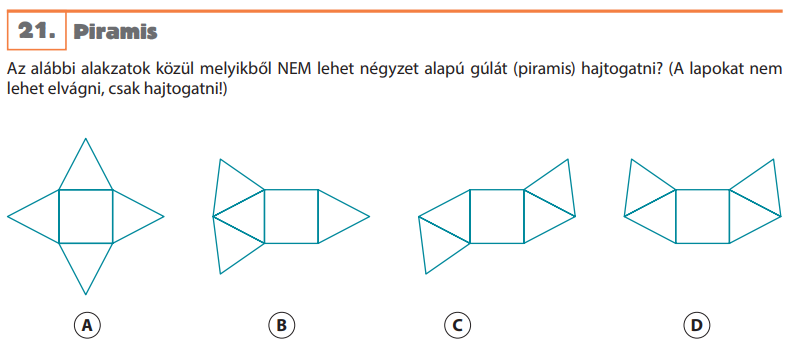 21. Piramis
Az alábbi alakzatok közül melyikből NEM lehet négyzet alapú gúlát (piramis) hajtogatni? (A lapokat nem
lehet elvágni, csak hajtogatni!)
A B C D